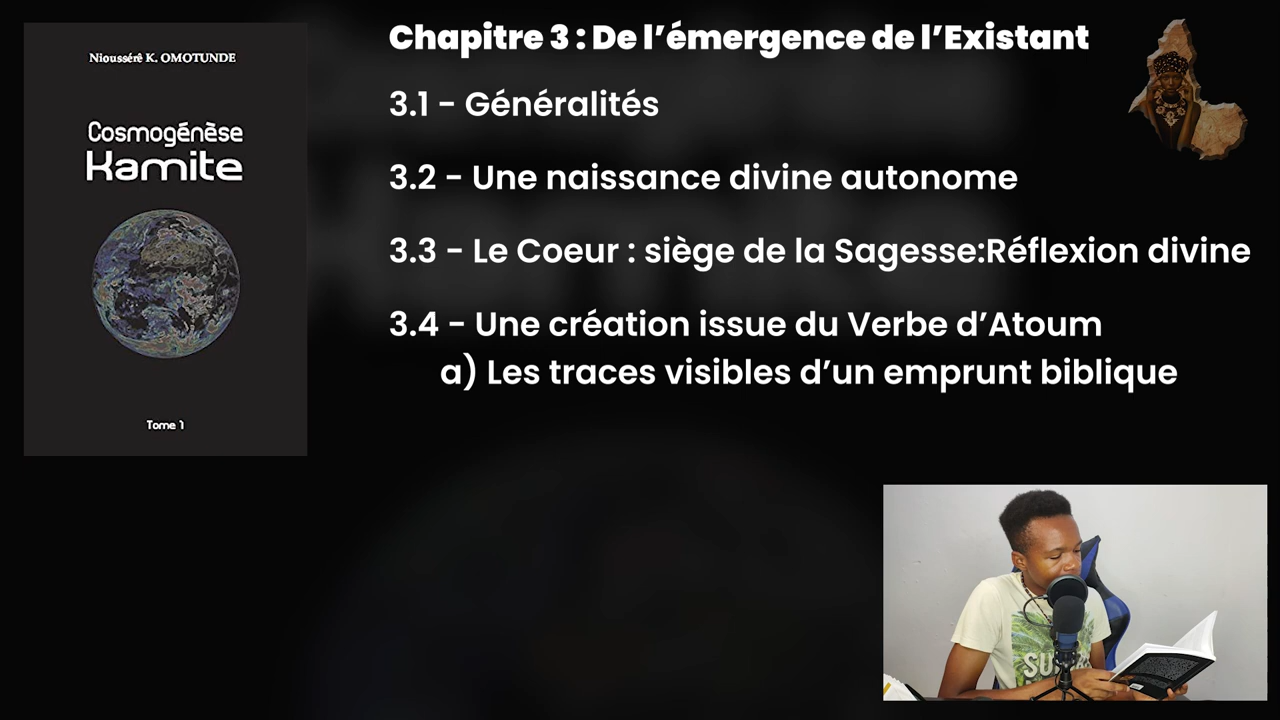 Nioussérê K. OMOTUNDE
Cosmogénèse
Kamite
Tome 1
Chapitre 3 : De l’émergence de l’Existant
3.1 – Généralités
3.2 – Une naissance divine autonome
3.3 – Le Coeur : siège de la Sagesse:Réflexion divine
3.4 – Une création issue du Verbe d’Atoum
a) Les traces visibles d’un emprunt biblique